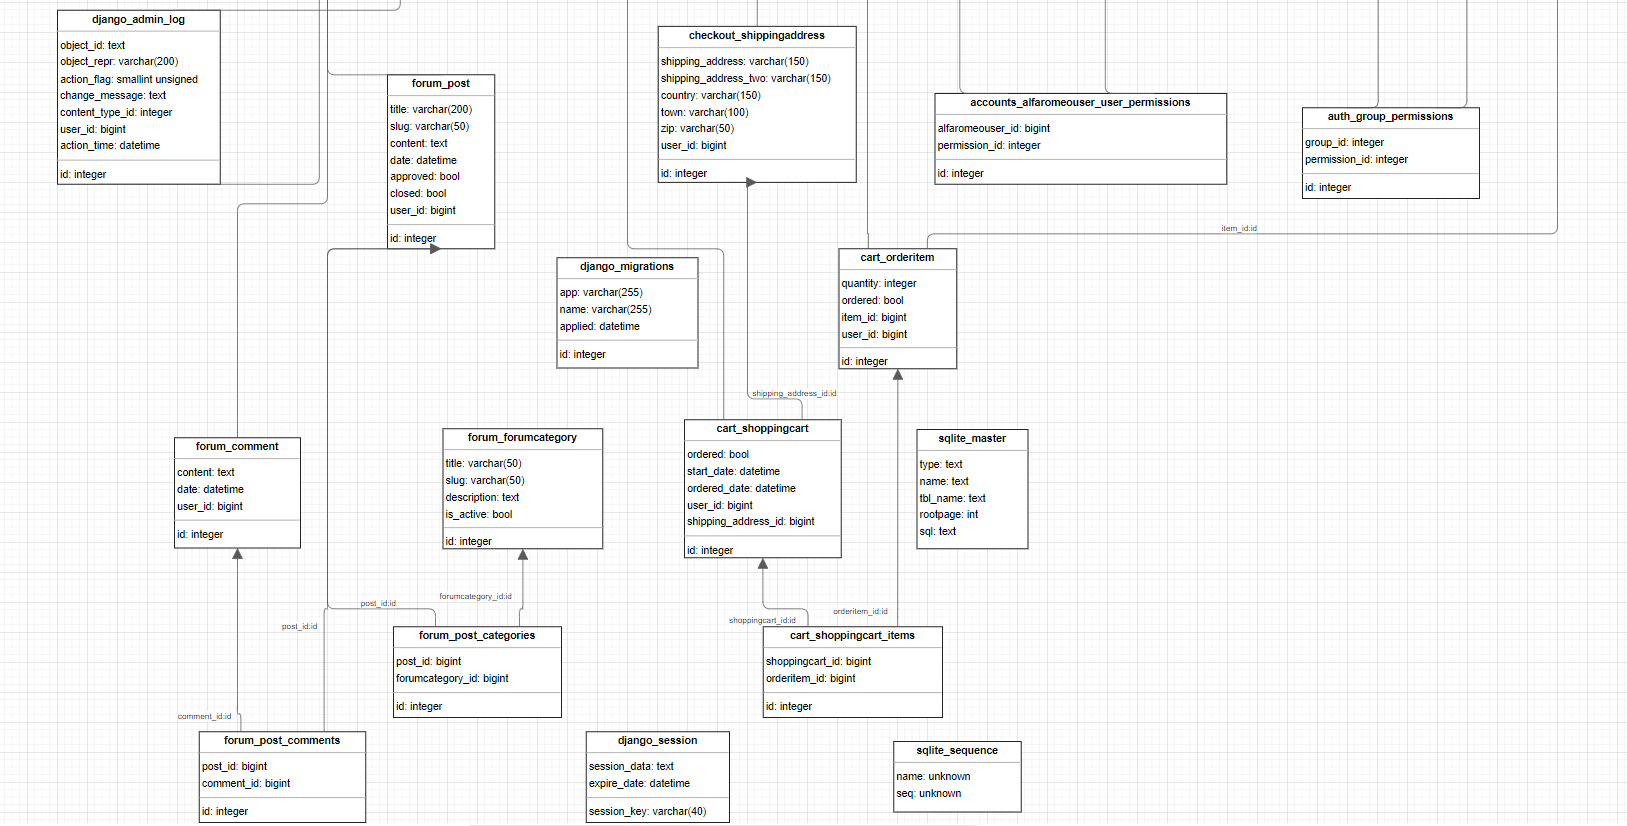 django_admin_log
object_id: text
object_repr: varchar(200)
action_flag: smallint unsigned
change_message: text
content_type_id: integer
user_id: bigint
action_time: datetime
id: integer
forum_post
title: varchar(200)
slug: varchar(50)
content: text
date: datetime
approved: bool
closed: bool
user_id: bigint
id: integer
checkout_shippingaddress
shipping_address: varchar(150)
shipping_address_two: varchar(150)
country: varchar(150)
town: varchar(100)
zip: varchar(50)
user_id: bigint
id: integer
accounts_alfaromeouser_user_permissions
alfaromeouser_id: bigint
permission_id: integer
id: integer
auth_group_permissions
group_id: integer
permission_id: integer
id: integer
item_id:id
django_migrations
app: varchar(255)
name: varchar(255)
applied: datetime
id: integer
cart_orderitem
quantity: integer
ordered: bool
item_id: bigint
user_id: bigint
id: integer
shipping_address_id:id
forum_comment
content: text
date: datetime
user_id: bigint
id: integer
forum_forumcategory
title: varchar(50)
slug: varchar(50)
description: text
is_active: bool
id: integer
cart_shoppingcart
ordered: bool
start_date: datetime
ordered_date: datetime
user_id: bigint
shipping_address_id: bigint
id: integer
sqlite_master
type: text
name: text
tbl_name: text
rootpage: int
sql: text
post_id:id
forumcategory_id:id
post_id:id
shoppingcart_id:id
orderitem_id:id
forum_post_categories
post_id: bigint
forumcategory_id: bigint
id: integer
cart_shoppingcart_items
shoppingcart_id: bigint
orderitem_id: bigint
id: integer
comment_id:id
forum_post_comments
post_id: bigint
comment_id: bigint
id: integer
django_session
session_data: text
expire_date: datetime
session_key: varchar(40)
sqlite_sequence
name: unknown
seq: unknown